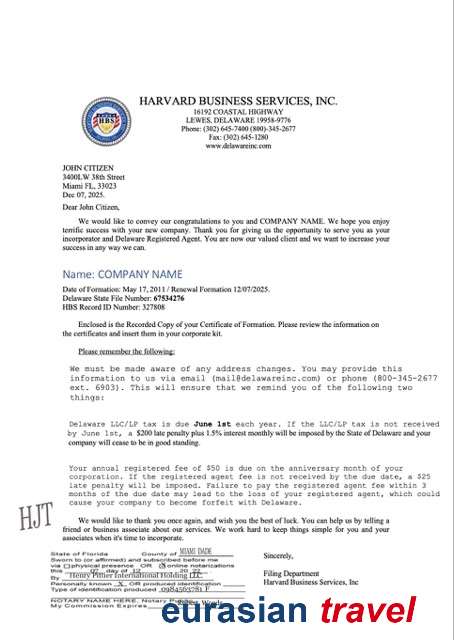 HARVARD BUSINESS SERVICES, INC.
16192 COASTAL HIGHWAY
LEWES, DELAWARE 19958-9776
Phone: (302) 645-7400 (800)-345-2677
Fax: (302) 645-1280
www.delawareinc.com
HBS
JOHN CITIZEN
3400LW 38th Street
Miami FL, 33023
Dec 07, 2025.
Dear John Citizen,
We would like to convey our congratulations to you and COMPANY NAME. We hope you enjoy
terrific success with your new company. Thank you for giving us the opportunity to serve you as your
incorporator and Delaware Registered Agent. You are now our valued client and we want to increase your
success in any way we can.
Name: COMPANY NAME
Date of Formation: May 17, 2011 / Renewal Formation 12/07/2025.
Delaware State File Number: 67534276
HBS Record ID Number: 327808
Enclosed is the Recorded Copy of your Certificate of Formation. Please review the information on
the certificates and insert them in your corporate kit.
Please remember the following:
We must be made aware of any address changes. You may provide this
information to us via email (mail@delawareinc.com) or phone (800-345-2677
ext. 6903). This will ensure that we remind you of the following two
things:
Delaware LLC/LP tax is due June 1st each year. If the LLC/LP tax is not received
by June 1st, a $200 late penalty plus 1.5% interest monthly will be imposed by the State of Delaware and your
company will cease to be in good standing.
Your annual registered fee of $50 is due on the anniversary month of your
corporation. If the registered agent fee is not received by the due date, a $25
late penalty will be imposed. Failure to pay the registered agent fee within 3
months of the due date may lead to the loss of your registered agent, which could
cause your company to become forfeit with Delaware.
HJT
We would like to thank you once again, and wish you the best of luck. You can help us by telling a
friend or business associate about our services. We work hard to keep things simple for you and your
associates when it's time to incorporate.
State of Florida County of MIAMI DADE
Sworn to (or affirmed) and subscribed before me
via physical presence OR online notarizations
this 07 day of 12 20 22
By Henry Pittier International Holding LLC
Personally known X OR produced identification
Type of identification produced 0984563781 F
NOTARY NAME HERE, Notary Public
My Commission Expires
Sincerely,
Filing Department
Harvard Business Services, Inc
eurasian travel